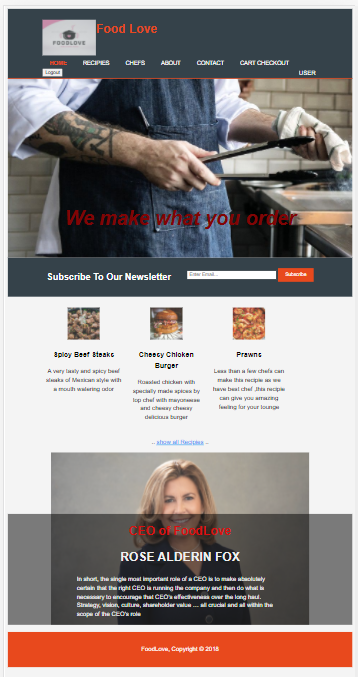 FOODLOVE
Food Love
HOME RECIPIES CHEFS ABOUT CONTACT CART CHECKOUT
Logout
USER
We make what you order
Subscribe To Our Newsletter
Enter Email...
Subscribe
Spicy Beef Steaks
A very tasty and spicy beef
steaks of Mexican style with
a mouth watering odor
Cheesy Chicken
Burger
Roasted chicken with
specially made spices by
top chef with mayoneese
and cheesy cheesy
delicious burger
Prawns
Less than a few chefs can
make this recipie as we
have best chef ,this recipie
can give you amazing
feeling for your lounge
.. show all Recipies ..
CEO of FoodLove
ROSE ALDERIN FOX
In short, the single most important role of a CEO is to make absolutely
certain that the right CEO is running the company and then do what is
necessary to encourage that CEO's effectiveness over the long haul.
Strategy, vision, culture, shareholder value … all crucial and all within the
scope of the CEO's role
FoodLove, Copyright © 2018